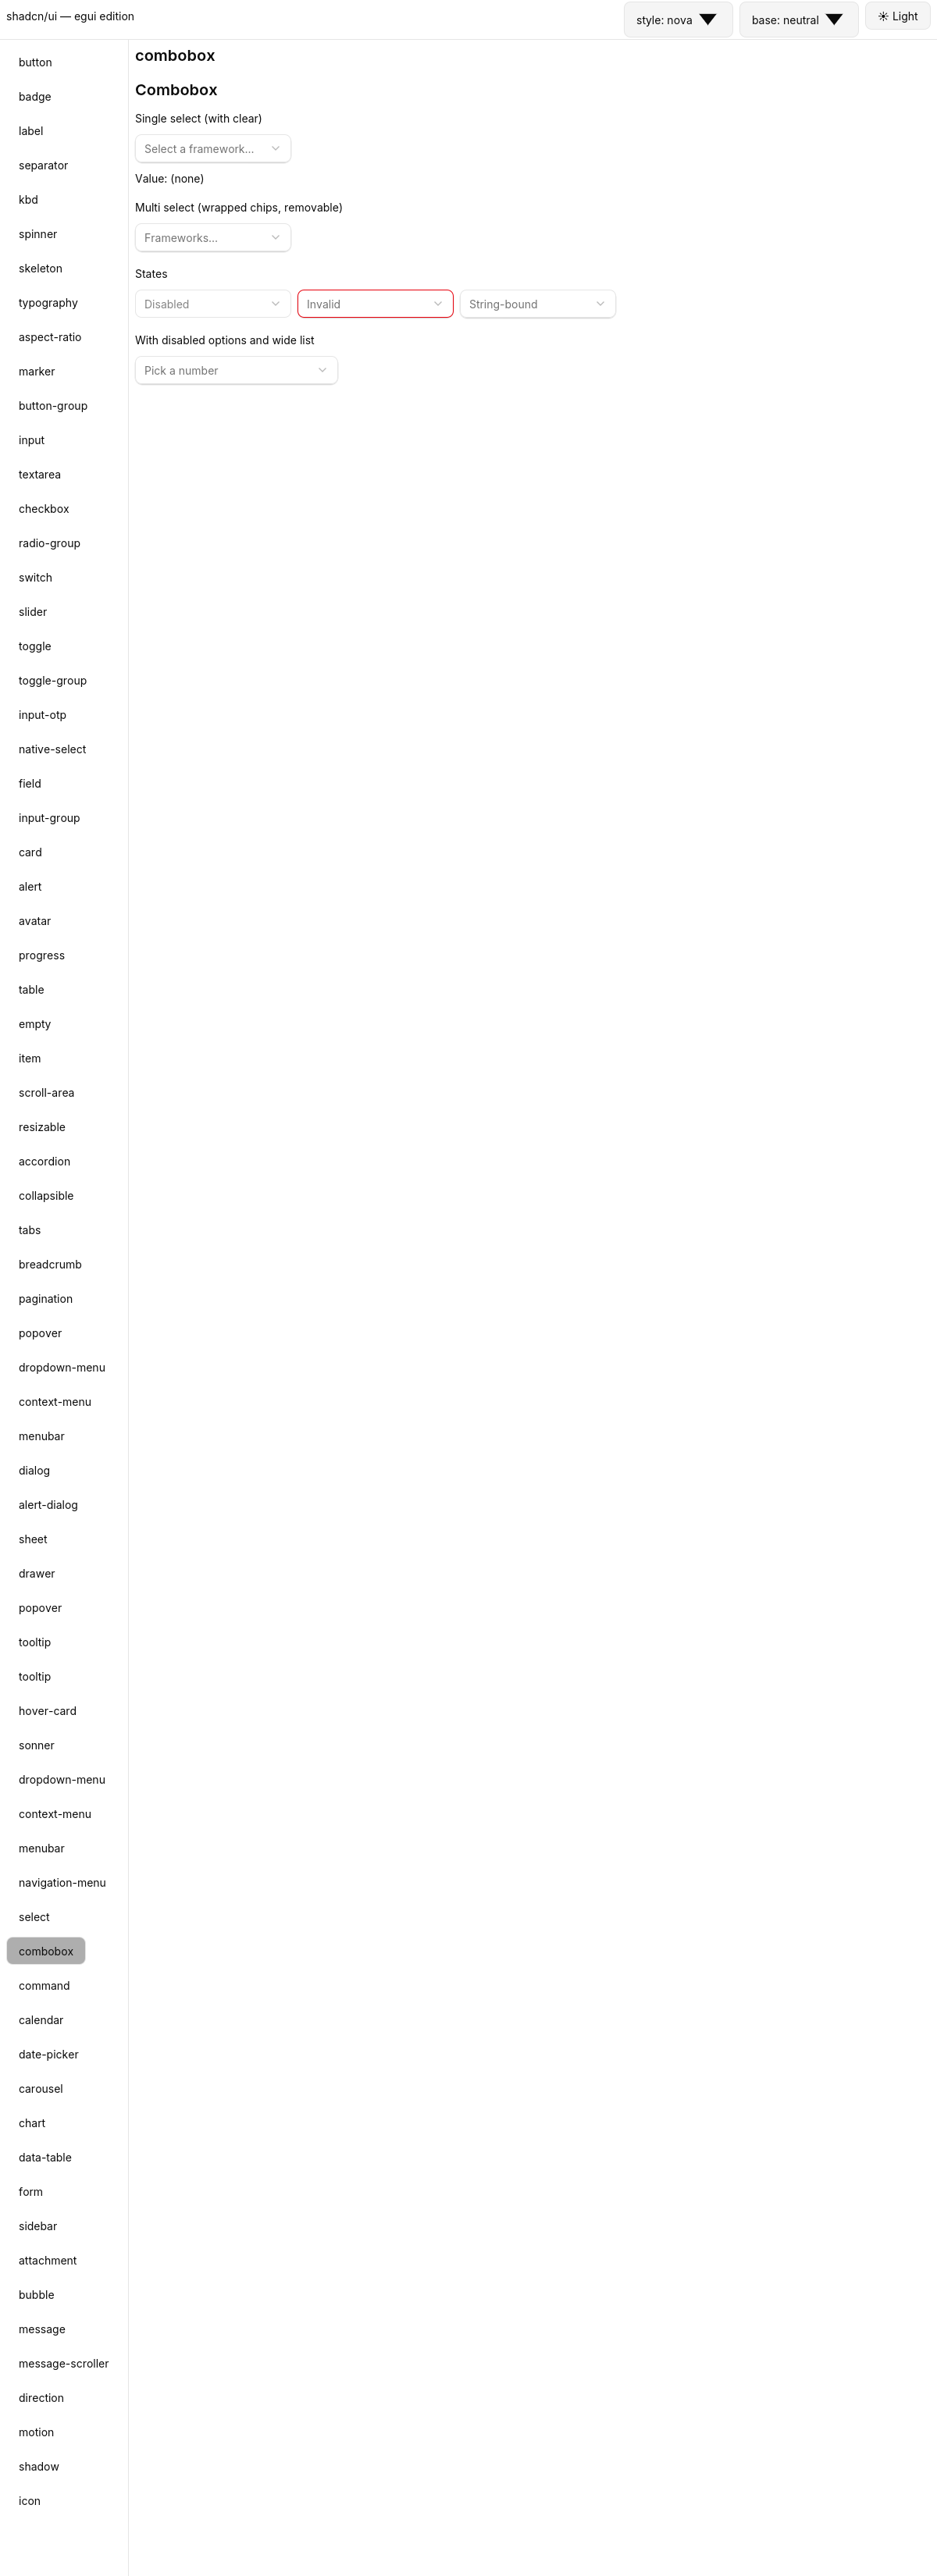 shadcn/ui — egui edition
style: nova
base: neutral
☀ Light
button
badge
label
separator
kbd
spinner
skeleton
typography
aspect-ratio
marker
button-group
input
textarea
checkbox
radio-group
switch
slider
toggle
toggle-group
input-otp
native-select
field
input-group
card
alert
avatar
progress
table
empty
item
scroll-area
resizable
accordion
collapsible
tabs
breadcrumb
pagination
popover
dropdown-menu
context-menu
menubar
dialog
alert-dialog
sheet
drawer
popover
tooltip
tooltip
hover-card
sonner
dropdown-menu
context-menu
menubar
navigation-menu
select
combobox
command
calendar
date-picker
carousel
chart
data-table
form
sidebar
attachment
bubble
message
message-scroller
direction
motion
shadow
icon
combobox
Combobox
Single select (with clear)
Select a framework...
Value: (none)
Multi select (wrapped chips, removable)
Frameworks...
States
Disabled
Invalid
String-bound
With disabled options and wide list
Pick a number